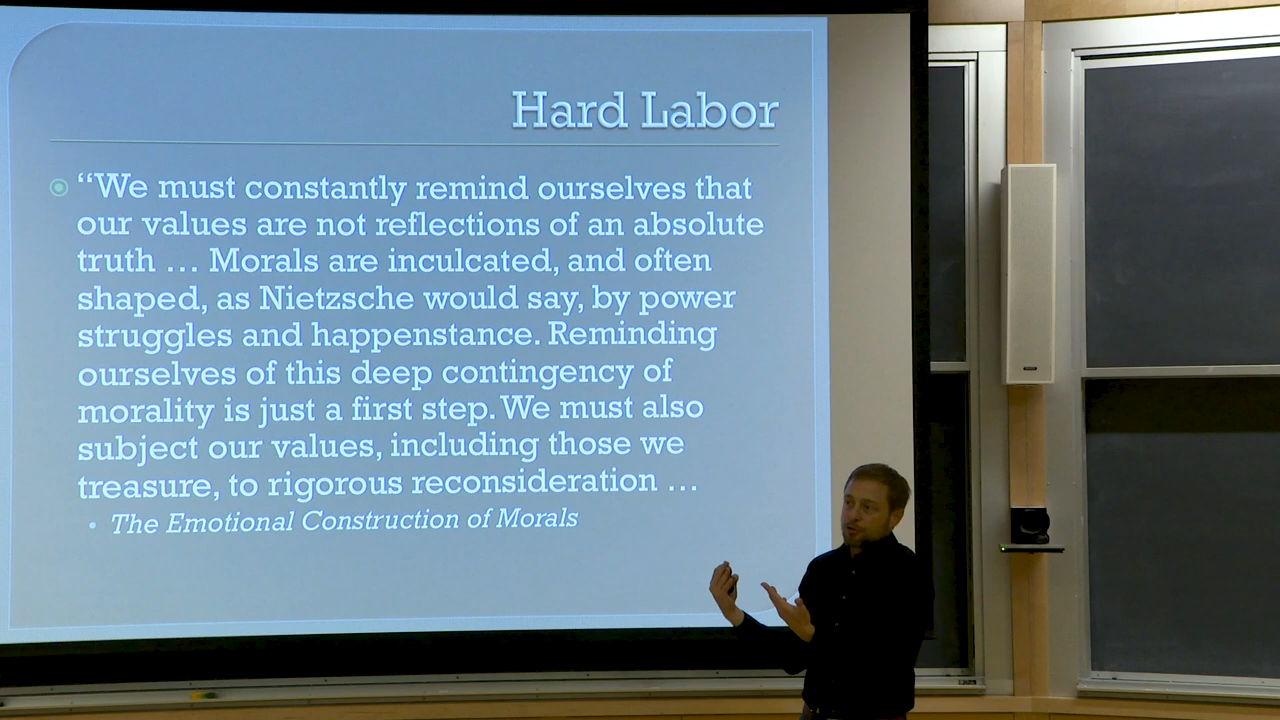 Hard Labor
“We must constantly remind ourselves that
our values are not reflections of an absolute
truth … Morals are inculcated, and often
shaped, as Nietzsche would say, by power
struggles and happenstance. Reminding
ourselves of this deep contingency of
morality is just a first step. We must also
subject our values, including those we
treasure, to rigorous reconsideration …
• The Emotional Construction of Morals